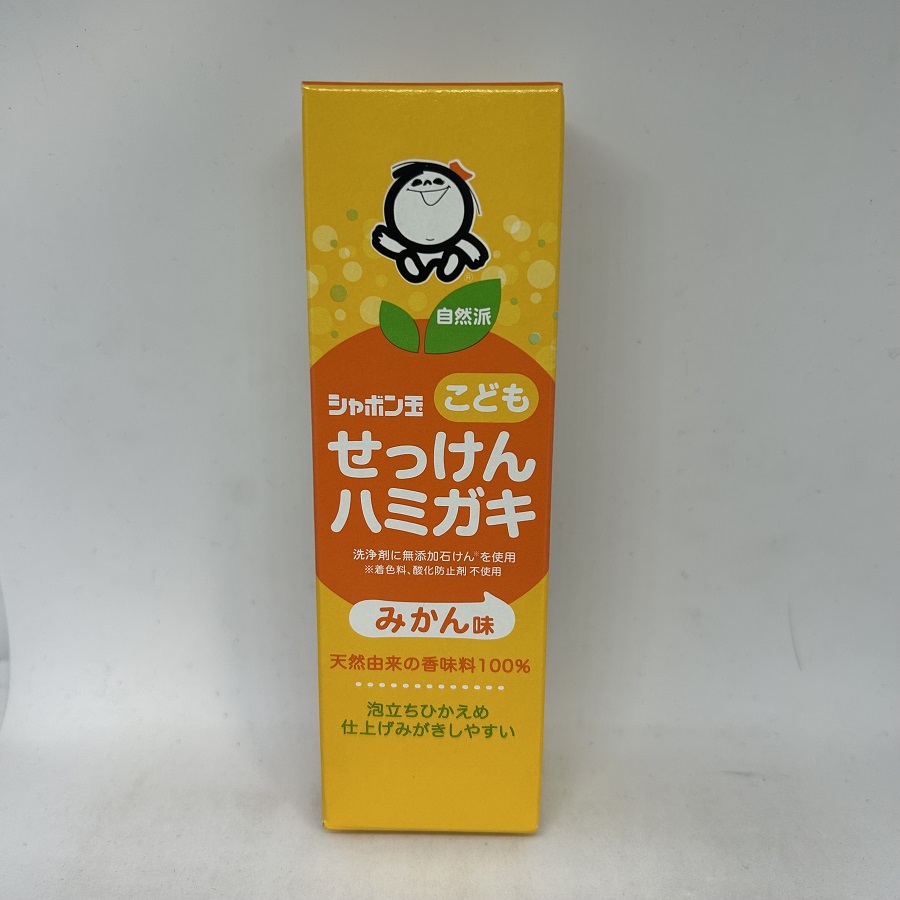 自然派
シャボン玉 こども
せっけん
ハミガキ
洗浄剤に無添加石けん※を使用
※着色料、酸化防止剤 不使用
みかん味
天然由来の香味料100%
泡立ちひかえめ
仕上げみがきしやすい